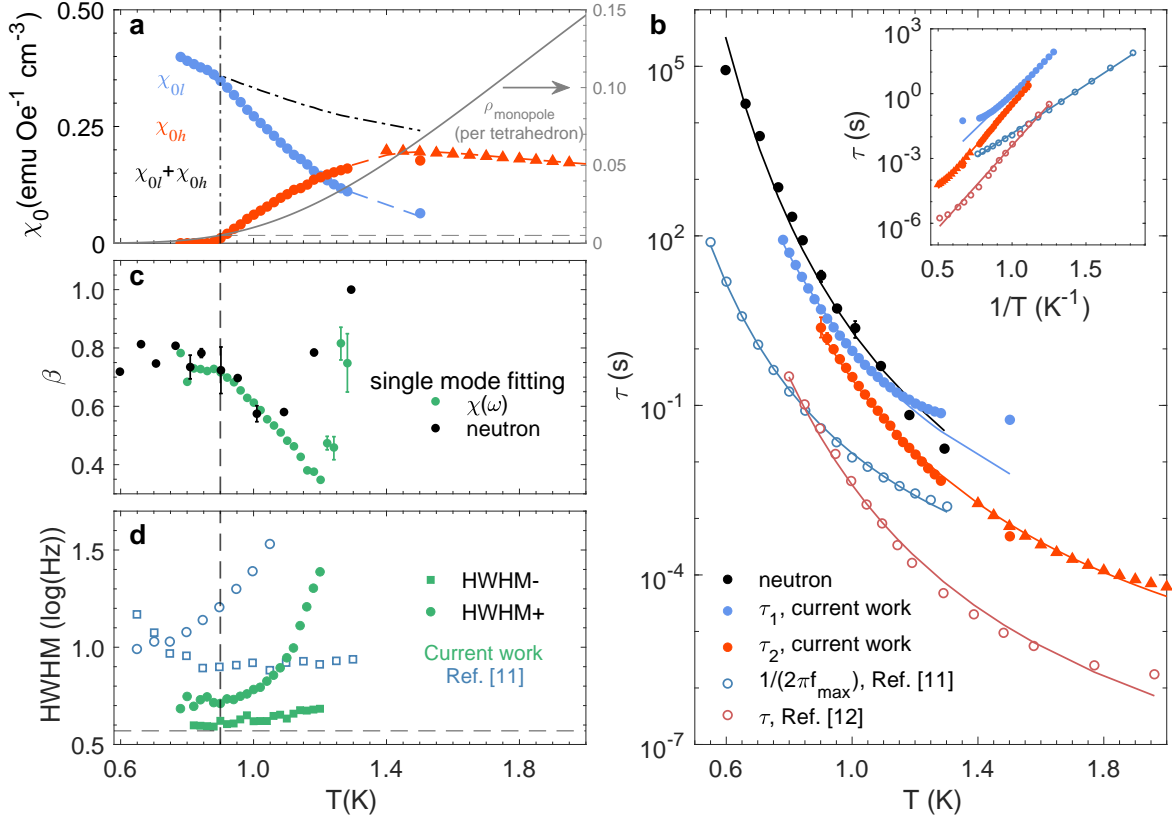 a
0.50
0.25
0
χ₀(emu Oe⁻¹ cm⁻³)
χ₀ₗ
χ₀ₕ
χ₀ₗ+χ₀ₕ
ρmonopole
(per tetrahedron)
0.15
0.10
0.05
0
c
1.0
0.8
0.6
0.4
β
single mode fitting
χ(ω)
neutron
d
1.5
1.0
0.5
HWHM (log(Hz))
HWHM-
HWHM+
Current work
Ref. [11]
0.6 1.0 1.4 1.8
T(K)
b
10⁵
10²
10⁻¹
10⁻⁴
10⁻⁷
τ (s)
neutron
τ₁, current work
τ₂, current work
1/(2πfmax), Ref. [11]
τ, Ref. [12]
0.6 1.0 1.4 1.8
T (K)
10³
10⁰
10⁻³
10⁻⁶
τ (s)
0.5 1.0 1.5
1/T (K⁻¹)